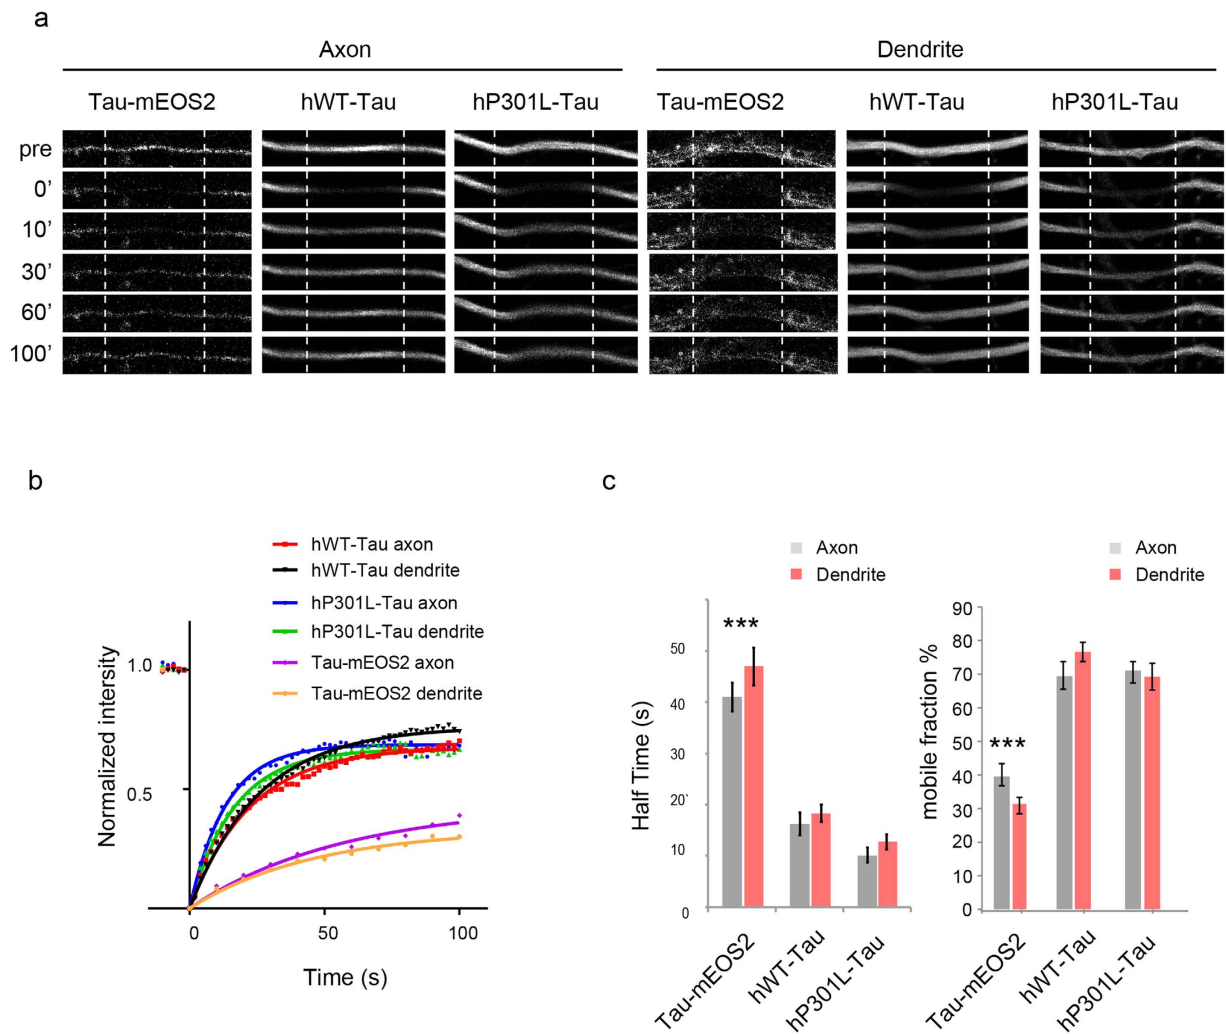 a
Axon Dendrite
Tau-mEOS2 hWT-Tau hP301L-Tau Tau-mEOS2 hWT-Tau hP301L-Tau
pre
0'
10'
30'
60'
100'
b
hWT-Tau axon
hWT-Tau dendrite
hP301L-Tau axon
hP301L-Tau dendrite
Tau-mEOS2 axon
Tau-mEOS2 dendrite
Normalized intersity
1.0
0.5
0 50 100
Time (s)
c
Axon
Dendrite
Half Time (s)
50
40
30
20`
10
0
***
Tau-mEOS2
hWT-Tau
hP301L-Tau
Axon
Dendrite
mobile fraction %
90
80
70
60
50
40
30
20
10
0
***
Tau-mEOS2
hWT-Tau
hP301L-Tau